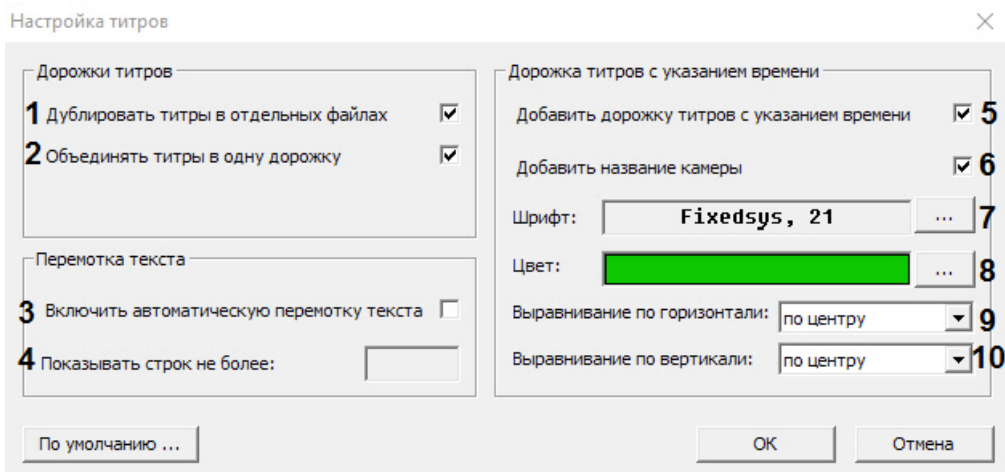 Настройка титров
Дорожки титров
1 Дублировать титры в отдельных файлах
2 Объединять титры в одну дорожку
Перемотка текста
3 Включить автоматическую перемотку текста
4 Показывать строк не более:
Дорожка титров с указанием времени
Добавить дорожку титров с указанием времени 5
Добавить название камеры 6
Шрифт: Fixedsys, 21 ... 7
Цвет: ... 8
Выравнивание по горизонтали: по центру 9
Выравнивание по вертикали: по центру 10
По умолчанию ... OK Отмена